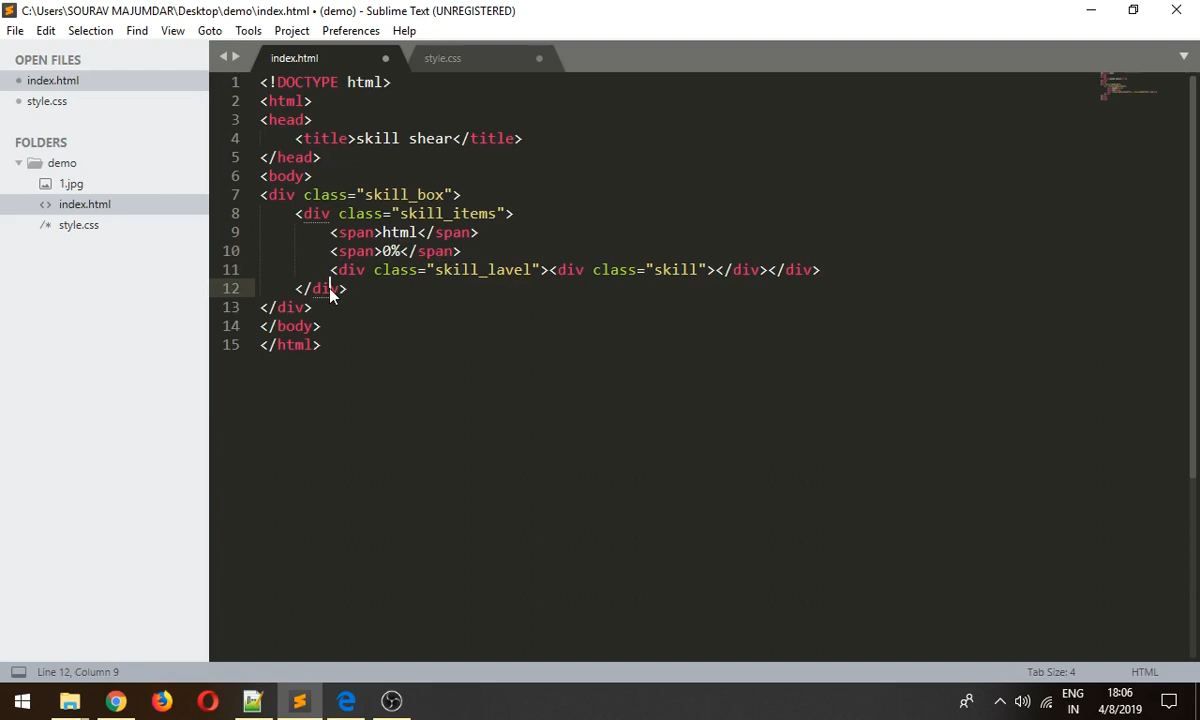 C:\Users\SOURAV MAJUMDAR\Desktop\demo\index.html • (demo) - Sublime Text (UNREGISTERED)
File Edit Selection Find View Goto Tools Project Preferences Help
OPEN FILES
index.html
style.css
FOLDERS
demo
1.jpg
index.html
style.css
index.html style.css
1 <!DOCTYPE html>
2 <html>
3 <head>
4 <title>skill shear</title>
5 </head>
6 <body>
7 <div class="skill_box">
8 <div class="skill_items">
9 <span>html</span>
10 <span>0%</span>
11 <div class="skill_lavel"><div class="skill"></div></div>
12 </div>
13 </div>
14 </body>
15 </html>
Line 12, Column 9 Tab Size: 4 HTML
ENG 18:06
IN 4/8/2019